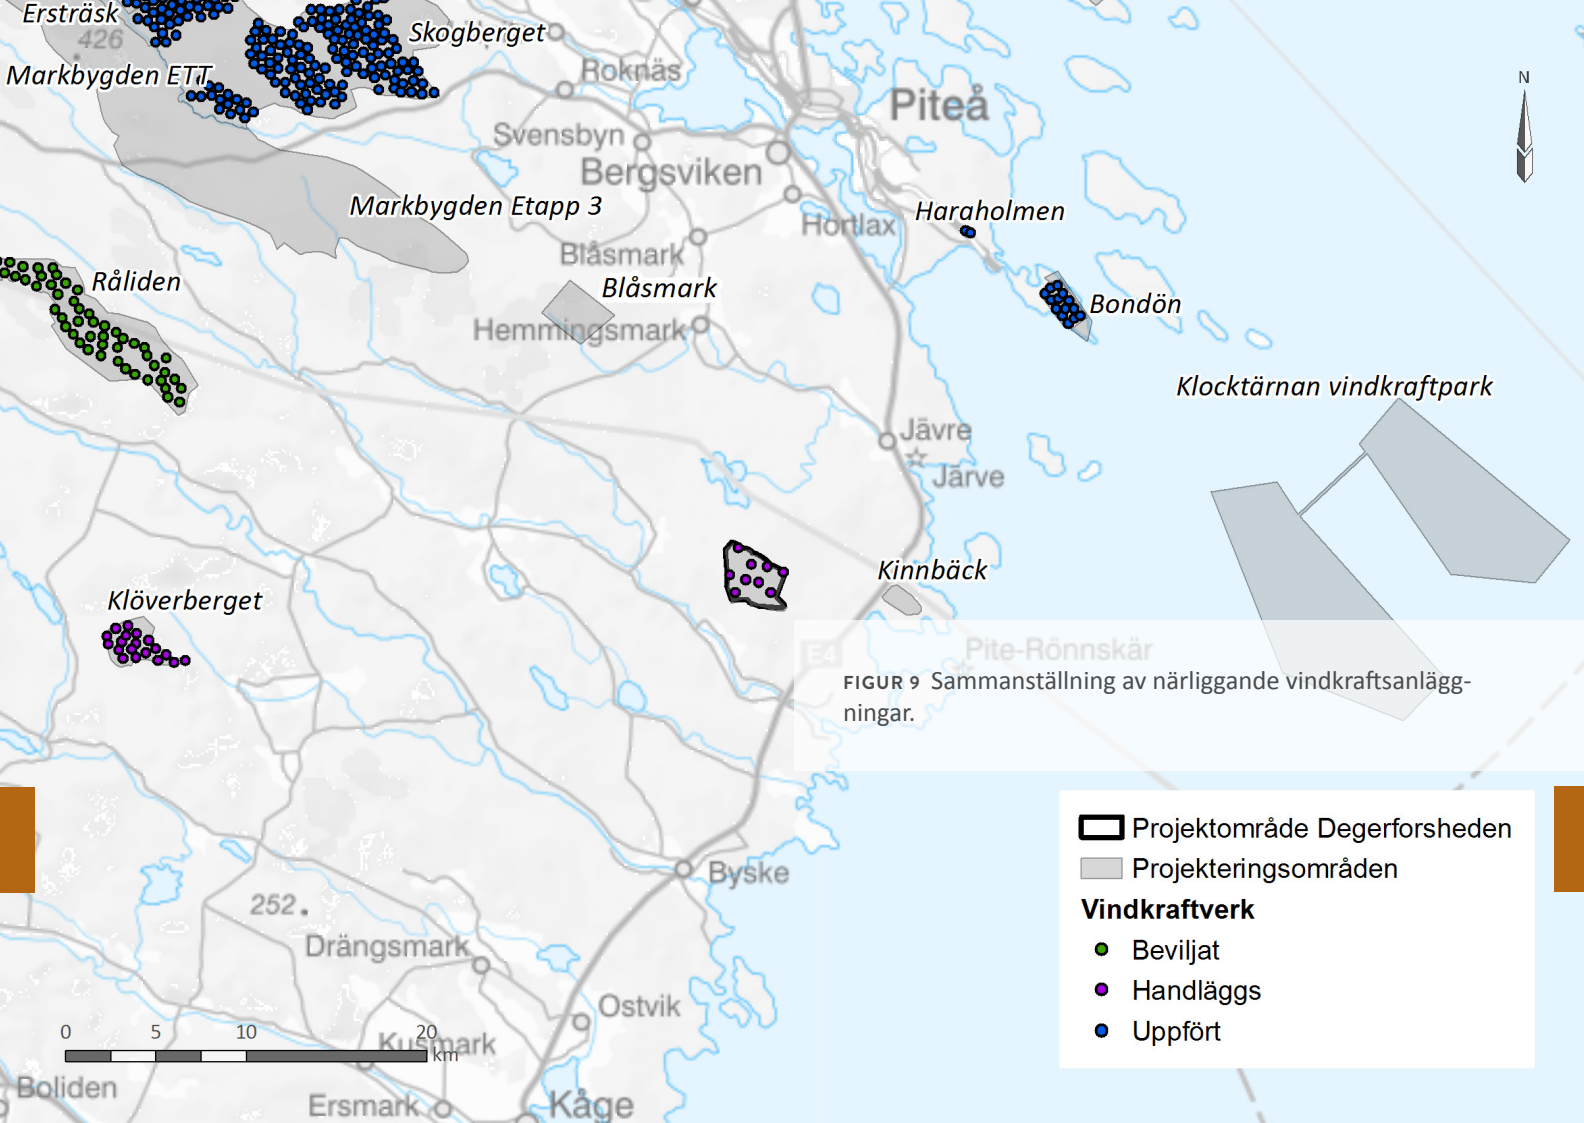 Ersträsk
Skogberget
426
Markbygden ETT
Roknäs
Piteå
N
Svensbyn
Bergsviken
Markbygden Etapp 3
Haraholmen
Hortlax
Blåsmark
Råliden
Blåsmark
Bondön
Hemmingsmark
Klocktärnan vindkraftpark
Jävre
Järve
Kinnbäck
Klöverberget
Pite-Rönnskär
E4
FIGUR 9 Sammanställning av närliggande vindkraftsanlägg-
ningar.
Projektområde Degerforsheden
Projekteringsområden
Vindkraftverk
Beviljat
Handläggs
Uppfört
Byske
252
Drängsmark
Ostvik
0 5 10 20
km
Kusmark
Boliden
Ersmark
Kåge